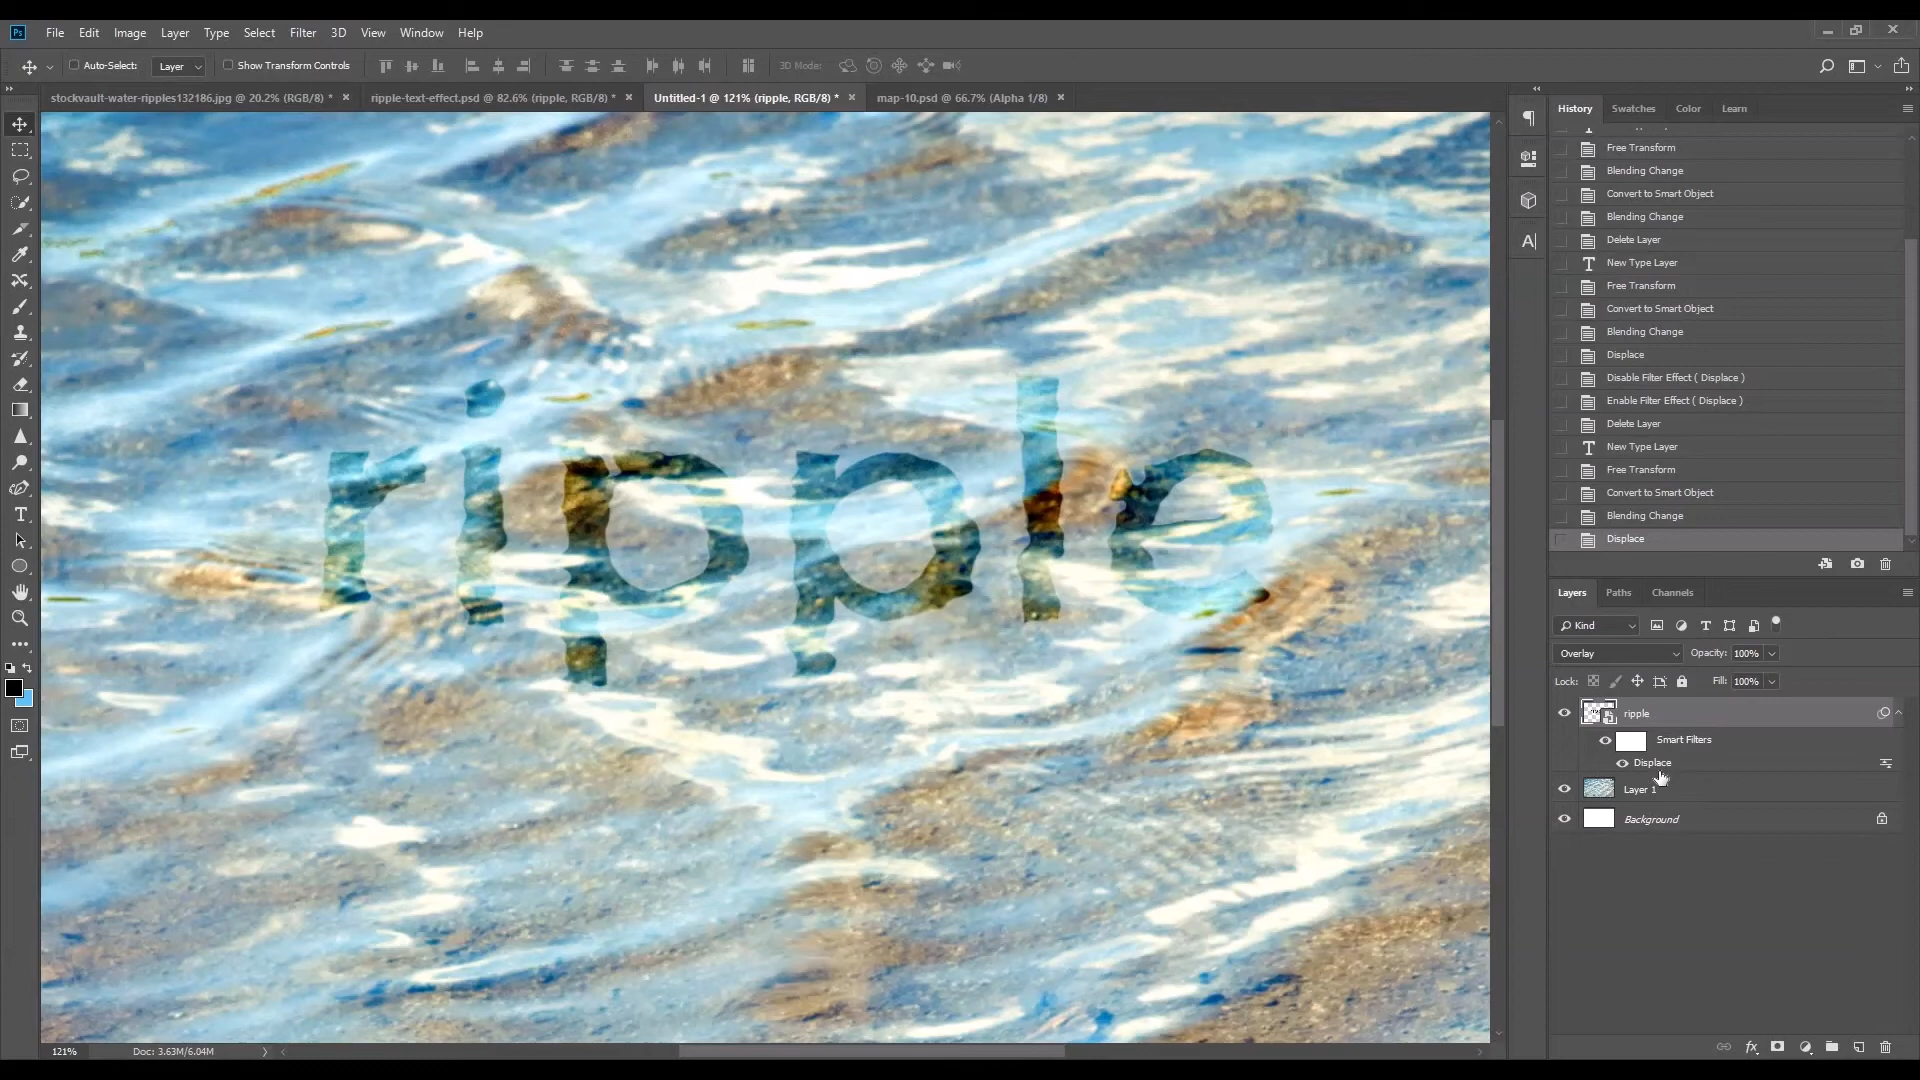 Ps File Edit Image Layer Type Select Filter 3D View Window Help
Auto-Select: Layer Show Transform Controls 3D Mode:
stockvault-water-ripples132186.jpg @ 20.2% (RGB/8) * × ripple-text-effect.psd @ 82.6% (ripple, RGB/8) * × Untitled-1 @ 121% (ripple, RGB/8) * × map-10.psd @ 66.7% (Alpha 1/8) ×
History Swatches Color Learn
Free Transform
Blending Change
Convert to Smart Object
Blending Change
Delete Layer
New Type Layer
Free Transform
Convert to Smart Object
Blending Change
Displace
Disable Filter Effect ( Displace )
Enable Filter Effect ( Displace )
Delete Layer
New Type Layer
Free Transform
Convert to Smart Object
Blending Change
Displace
ripple
Layers Paths Channels
Kind
Overlay Opacity: 100%
Lock: Fill: 100%
ripple
Smart Filters
Displace
Layer 1
Background
121% Doc: 3.63M/6.04M